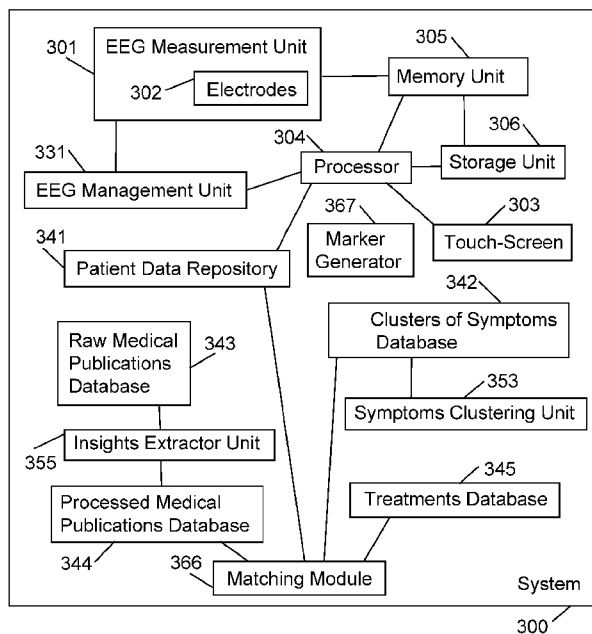 301
EEG Measurement Unit
302
Electrodes
305
Memory Unit
304
306
331
Processor
Storage Unit
EEG Management Unit
367
303
341
Marker
Generator
Touch-Screen
Patient Data Repository
342
Clusters of Symptoms
Database
Raw Medical
Publications
Database
343
353
Symptoms Clustering Unit
355
Insights Extractor Unit
345
Processed Medical
Publications Database
Treatments Database
344
366
Matching Module
System
300